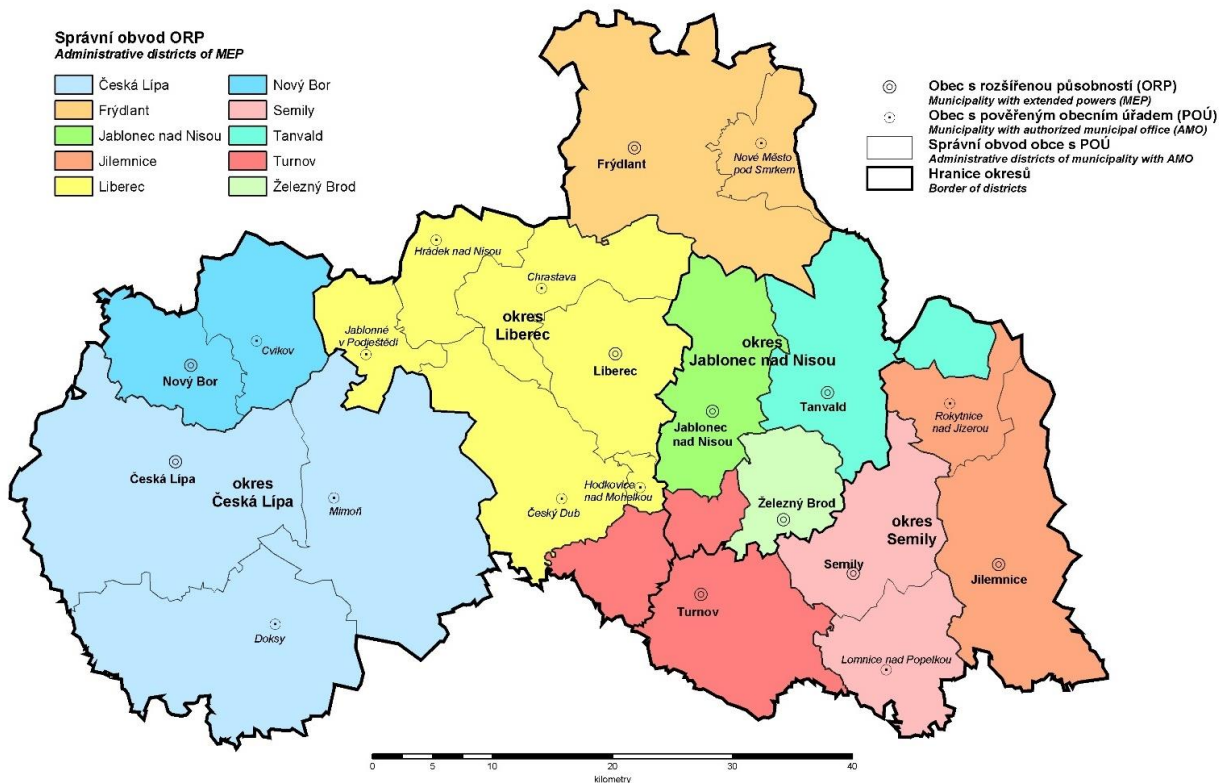 Správní obvod ORP
Administrative districts of MEP
Česká Lípa
Frýdlant
Jablonec nad Nisou
Jilemnice
Liberec
Nový Bor
Semily
Tanvald
Turnov
Železný Brod
Obec s rozšířenou působností (ORP)
Municipality with extended powers (MEP)
Obec s pověřeným obecním úřadem (POÚ)
Municipality with authorized municipal office (AMO)
Správní obvod obce s POÚ
Administrative districts of municipality with AMO
Hranice okresů
Border of districts
Frýdlant
Nové Město
pod Smrkem
Hrádek nad Nisou
Chrastava
okres
Liberec
Jablonné
v Podještědí
Cvikov
Nový Bor
Liberec
okres
Jablonec nad Nisou
Tanvald
Rokytnice
nad Jizerou
Jablonec
nad Nisou
Česká Lípa
okres
Česká Lípa
Mimoň
Hodkovice
nad Mohelkou
Český Dub
Železný Brod
okres
Semily
Semily
Jilemnice
Turnov
Doksy
Lomnice nad Popelkou
0 5 10 20 30 40
kilometry